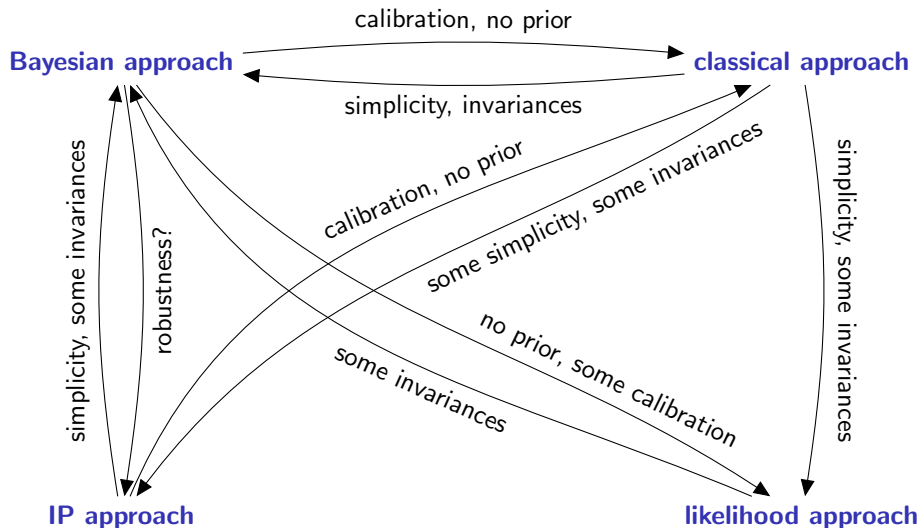 calibration, no prior
Bayesian approach
classical approach
simplicity, invariances
calibration, no prior
some simplicity, some invariances
simplicity, some invariances
robustness?
simplicity, some invariances
no prior, some calibration
some invariances
IP approach
likelihood approach